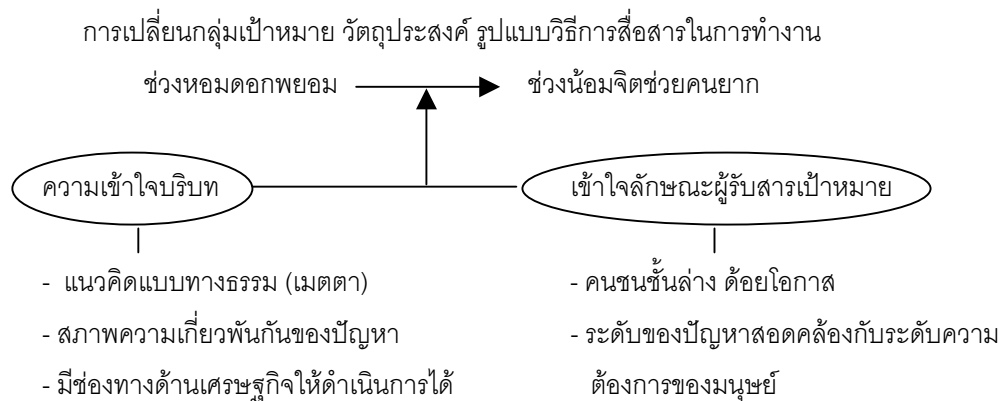 การเปลี่ยนกลุ่มเป้าหมาย วัตถุประสงค์ รูปแบบวิธีการสื่อสารในการทำงาน
ช่วงหอมดอกพยอม ช่วงน้อมจิตช่วยคนยาก
ความเข้าใจบริบท เข้าใจลักษณะผู้รับสารเป้าหมาย
- แนวคิดแบบทางธรรม (เมตตา) - คนชนชั้นล่าง ด้อยโอกาส
- สภาพความเกี่ยวพันกันของปัญหา - ระดับของปัญหาสอดคล้องกับระดับความ
- มีช่องทางด้านเศรษฐกิจให้ดำเนินการได้ ต้องการของมนุษย์